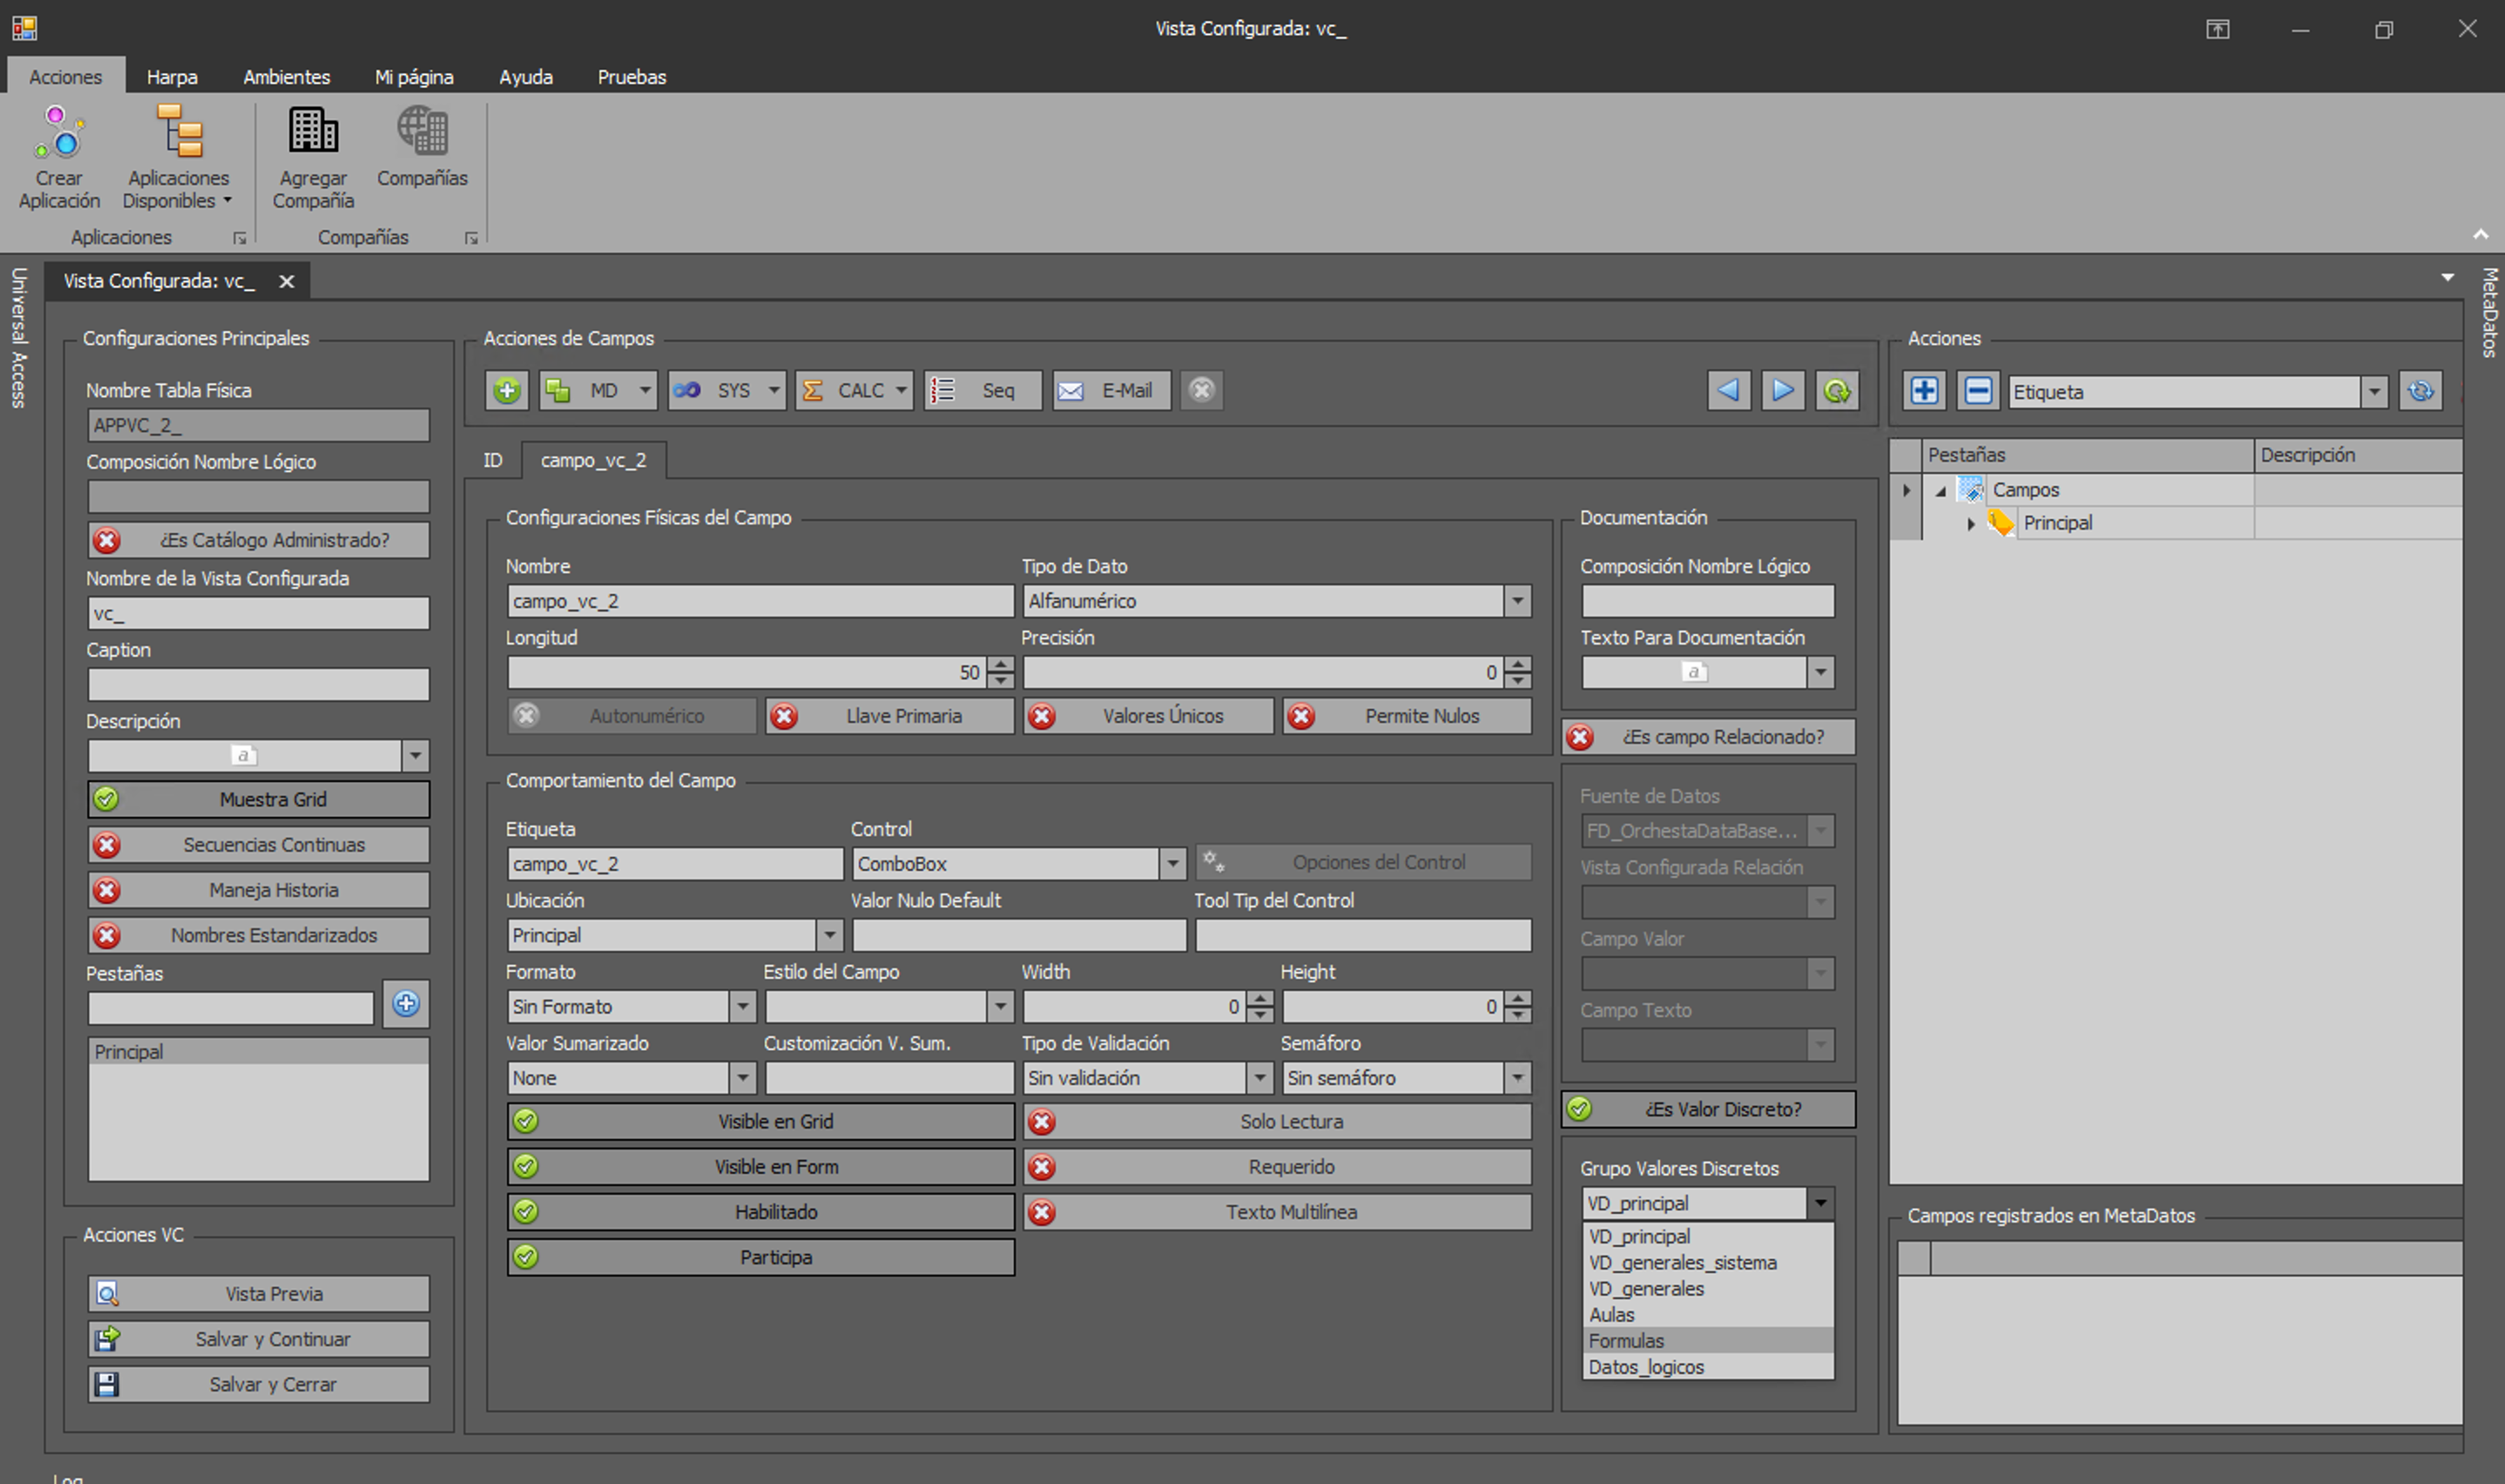 Vista Configurada: vc_
Acciones
Harpa
Ambientes
Mi página
Ayuda
Pruebas
Crear
Aplicación
Aplicaciones
Disponibles
Agregar
Compañía
Compañías
Aplicaciones
Compañías
Universal Access
MetaDatos
Vista Configurada: vc_
Configuraciones Principales
Nombre Tabla Física
APPVC_2_
Composición Nombre Lógico
¿Es Catálogo Administrado?
Nombre de la Vista Configurada
vc_
Caption
Descripción
a
Muestra Grid
Secuencias Continuas
Maneja Historia
Nombres Estandarizados
Pestañas
Principal
Acciones VC
Vista Previa
Salvar y Continuar
Salvar y Cerrar
Acciones de Campos
MD
SYS
CALC
Seq
E-Mail
ID
campo_vc_2
Configuraciones Físicas del Campo
Nombre
Tipo de Dato
campo_vc_2
Alfanumérico
Longitud
Precisión
50
0
Autonumérico
Llave Primaria
Valores Únicos
Permite Nulos
Comportamiento del Campo
Etiqueta
Control
campo_vc_2
ComboBox
Opciones del Control
Ubicación
Valor Nulo Default
Tool Tip del Control
Principal
Formato
Estilo del Campo
Width
Height
Sin Formato
0
0
Valor Sumarizado
Customización V. Sum.
Tipo de Validación
Semáforo
None
Sin validación
Sin semáforo
Visible en Grid
Solo Lectura
Visible en Form
Requerido
Habilitado
Texto Multilínea
Participa
Documentación
Composición Nombre Lógico
Texto Para Documentación
a
¿Es campo Relacionado?
Fuente de Datos
FD_OrchestaDataBase...
Vista Configurada Relación
Campo Valor
Campo Texto
¿Es Valor Discreto?
Grupo Valores Discretos
VD_principal
VD_principal
VD_generales_sistema
VD_generales
Aulas
Formulas
Datos_logicos
Acciones
Etiqueta
Pestañas
Descripción
Campos
Principal
Campos registrados en MetaDatos
Log